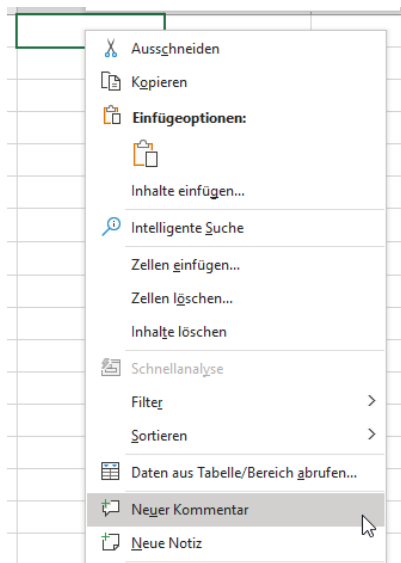 Ausschneiden
Kopieren
Einfügeoptionen:
Inhalte einfügen...
Intelligente Suche
Zellen einfügen...
Zellen löschen...
Inhalte löschen
Schnellanalyse
Filter
Sortieren
Daten aus Tabelle/Bereich abrufen...
Neuer Kommentar
Neue Notiz